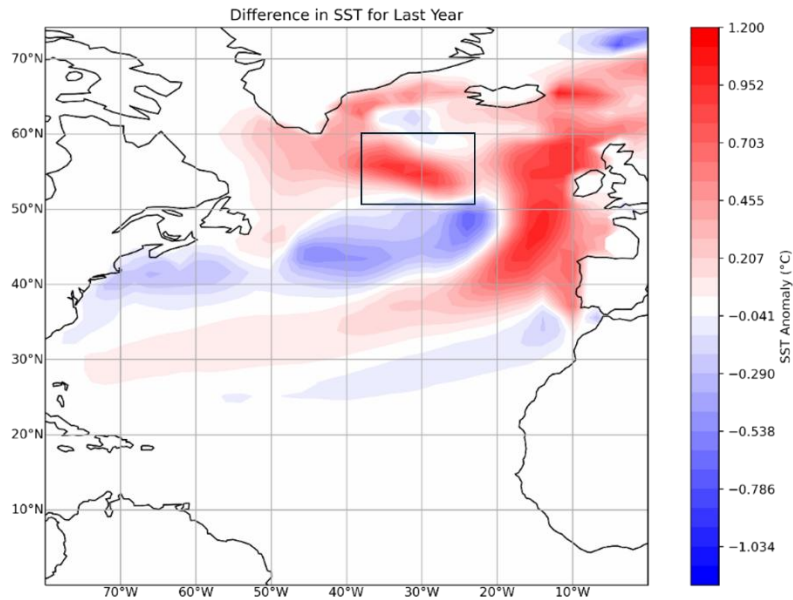 Difference in SST for Last Year
70°N
60°N
50°N
40°N
30°N
20°N
10°N
70°W
60°W
50°W
40°W
30°W
20°W
10°W
1.200
0.952
0.703
0.455
0.207
−0.041
−0.290
−0.538
−0.786
−1.034
SST Anomaly (°C)